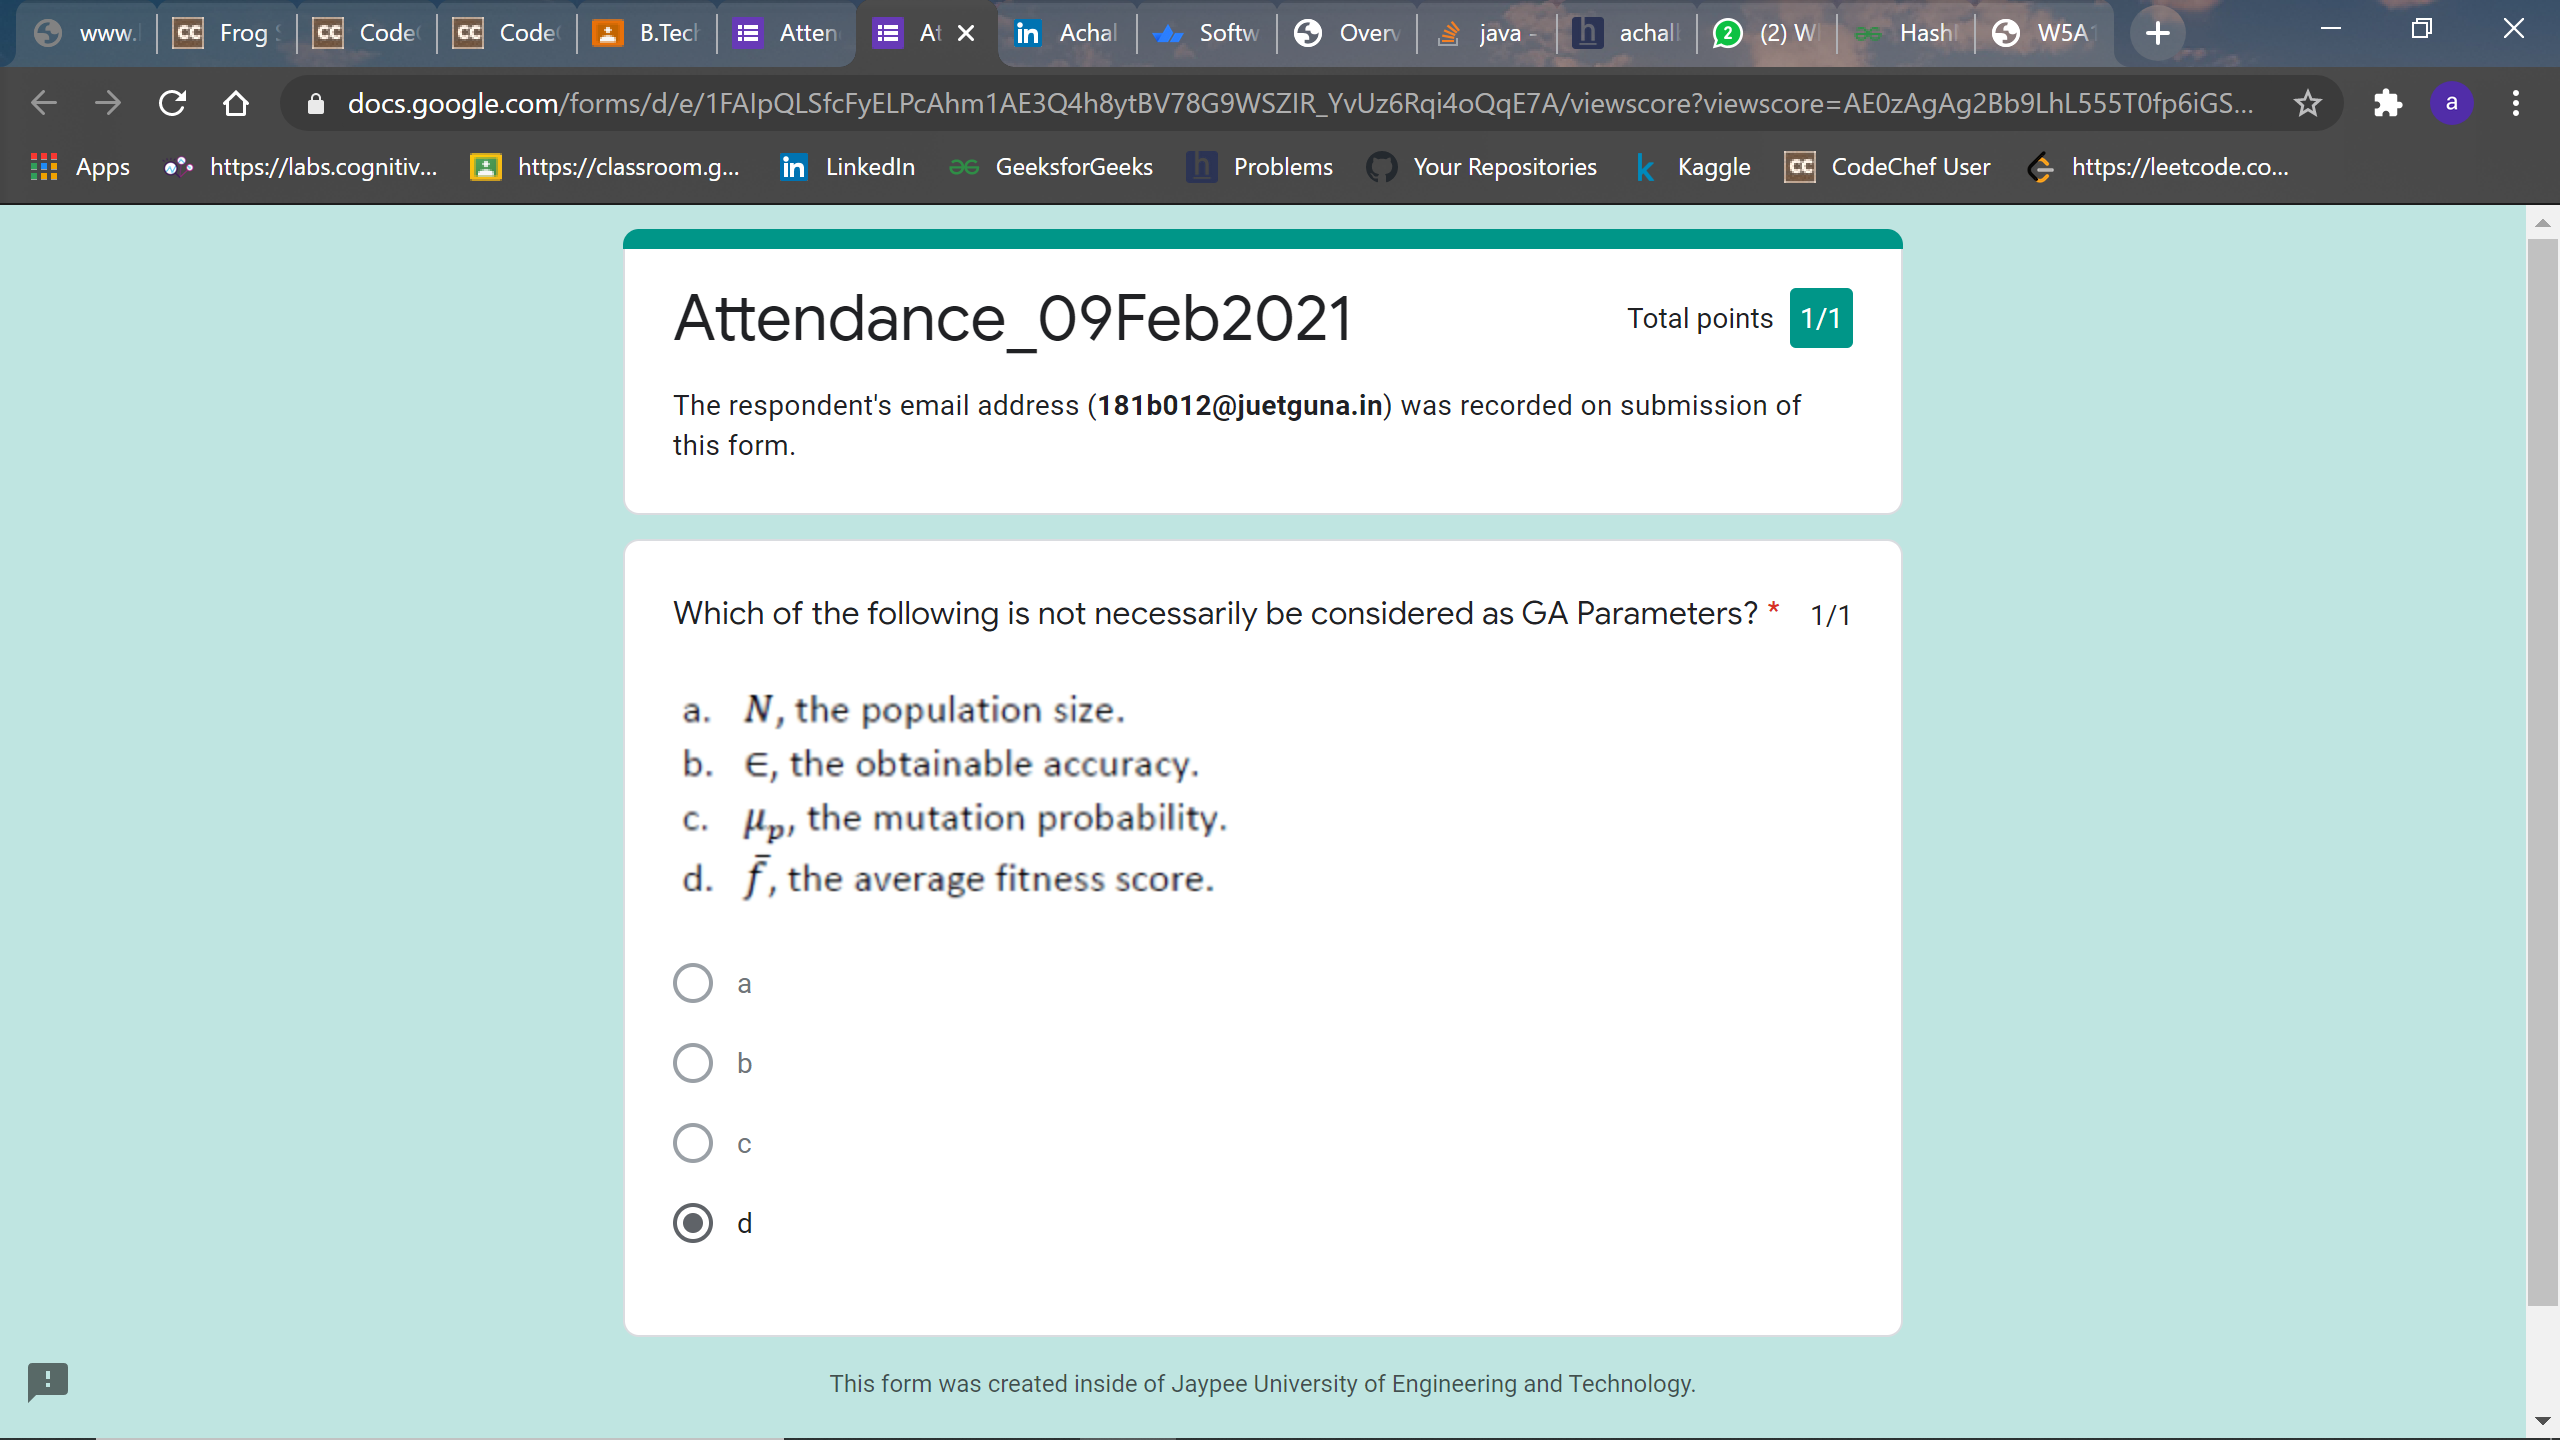 www.
Frog S
Code
Code
B.Tech
Atten
At
Achal
Softw
Overv
java -
achal
(2) W
Hash
W5A1
docs.google.com/forms/d/e/1FAIpQLSfcFyELPcAhm1AE3Q4h8ytBV78G9WSZIR_YvUz6Rqi4oQqE7A/viewscore?viewscore=AE0zAgAg2Bb9LhL555T0fp6iGS...
a
Apps
https://labs.cognitiv...
https://classroom.g...
LinkedIn
GeeksforGeeks
Problems
Your Repositories
Kaggle
CodeChef User
https://leetcode.co...
Attendance_09Feb2021
Total points 1/1
The respondent's email address (181b012@juetguna.in) was recorded on submission of
this form.
Which of the following is not necessarily be considered as GA Parameters? * 1/1
a. N, the population size.
b. ∈, the obtainable accuracy.
c. μp, the mutation probability.
d. f̄, the average fitness score.
a
b
c
d
This form was created inside of Jaypee University of Engineering and Technology.